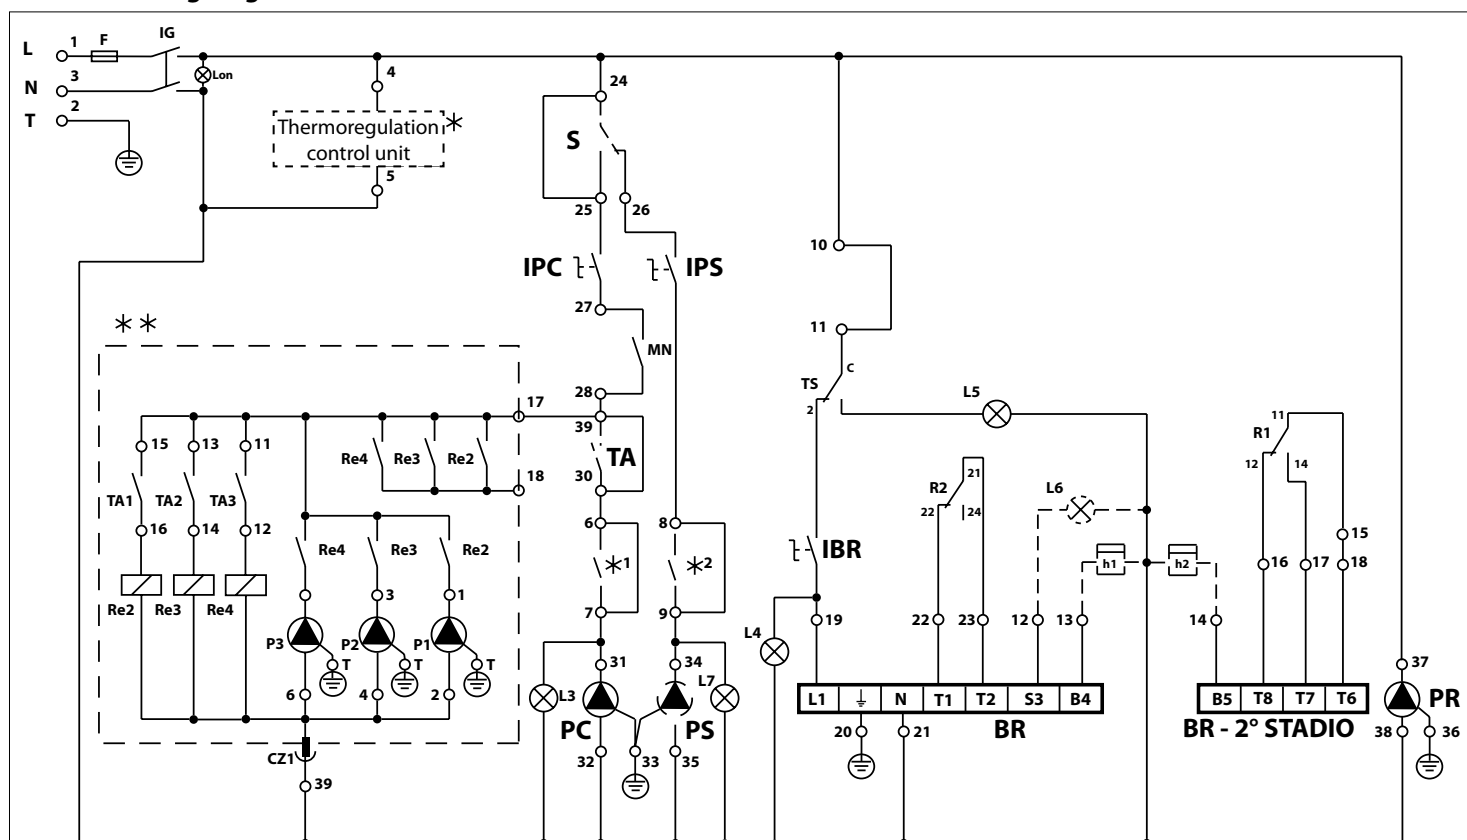 L 1 F IG
Lon
N 3
T 2
4
Thermoregulation *
control unit
5
24
S
25 26
IPC IPS
27
MN
28
10
11
C
TS
2
L5
* *
17
39
TA
30
18
15 13 11
Re4 Re3 Re2
TA1 TA2 TA3
16 14 12
Re4 Re3 Re2
Re2 Re3 Re4
3 1
P3 P2 P1
T T T
6 4 2
CZ1
39
6 8
*1 *2
7 9
31 34
L3 L7
PC PS
32 33 35
IBR
L4
19
R2 21
22 24
L6
h1 h2
22 23 12 13 14
R1 11
12 14
15
16 17 18
L1 N T1 T2 S3 B4
BR
20 21
B5 T8 T7 T6
BR - 2° STADIO
37
PR
38 36